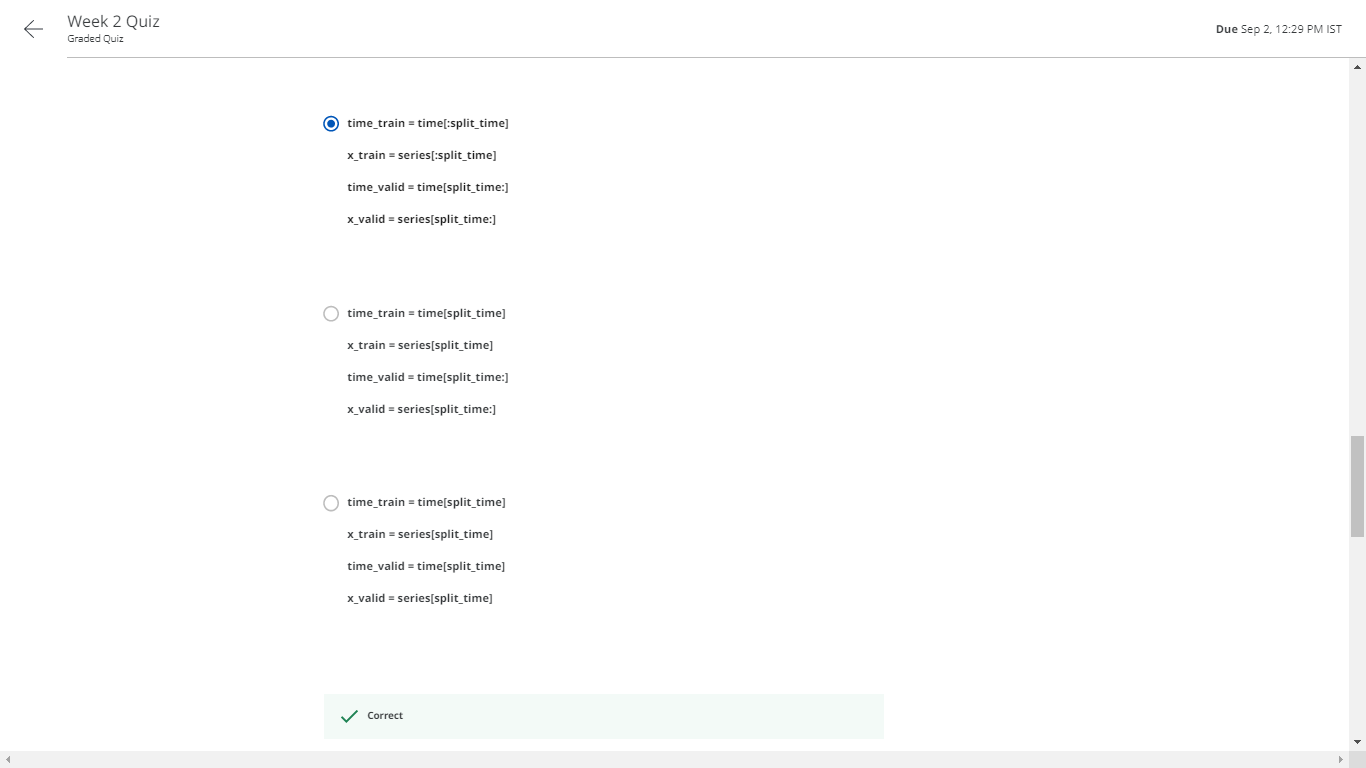 Week 2 Quiz
Graded Quiz
Due Sep 2, 12:29 PM IST
time_train = time[:split_time]
x_train = series[:split_time]
time_valid = time[split_time:]
x_valid = series[split_time:]
time_train = time[split_time]
x_train = series[split_time]
time_valid = time[split_time:]
x_valid = series[split_time:]
time_train = time[split_time]
x_train = series[split_time]
time_valid = time[split_time]
x_valid = series[split_time]
Correct